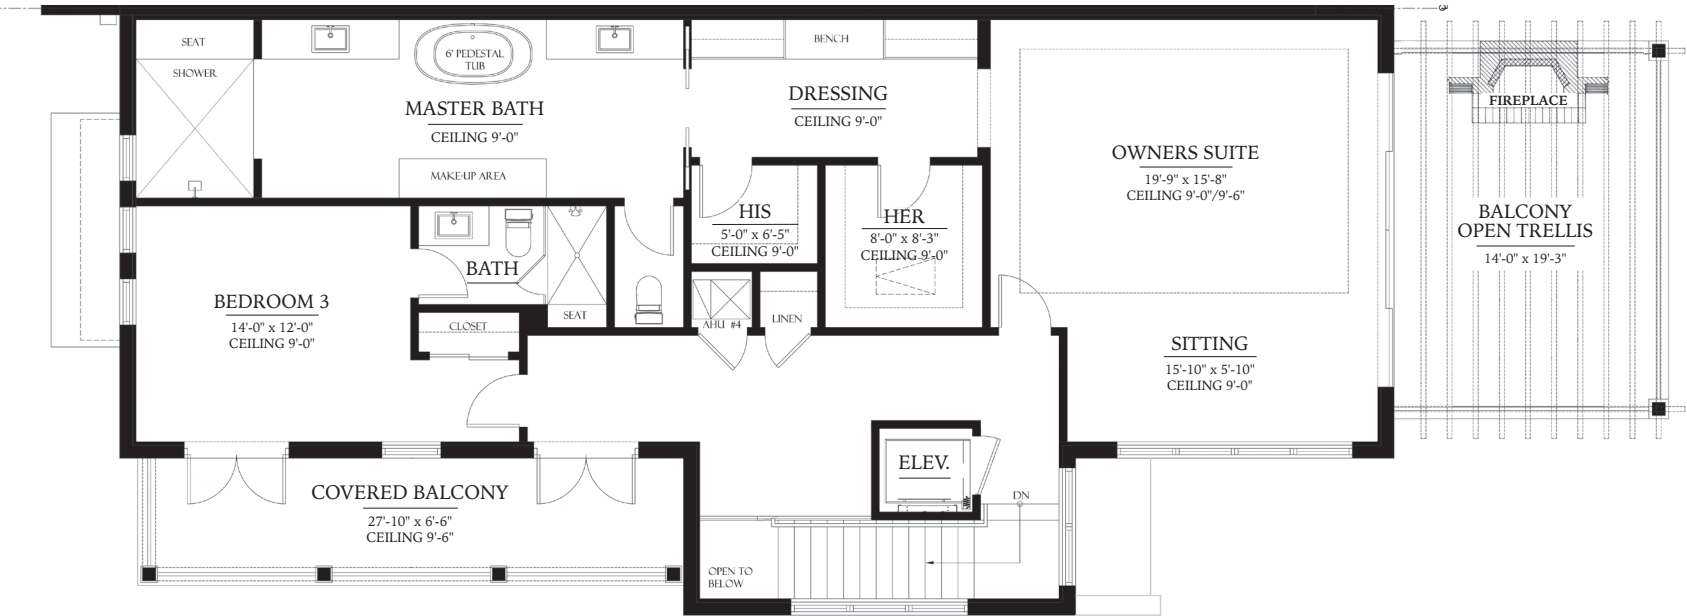 SEAT
SHOWER
6' PEDESTAL
TUB
MASTER BATH
CEILING 9'-0"
MAKE-UP AREA
BENCH
DRESSING
CEILING 9'-0"
OWNERS SUITE
19'-9" x 15'-8"
CEILING 9'-0"/9'-6"
FIREPLACE
BALCONY
OPEN TRELLIS
14'-0" x 19'-3"
HIS
5'-0" x 6'-5"
CEILING 9'-0"
HER
8'-0" x 8'-3"
CEILING 9'-0"
BATH
SEAT
BEDROOM 3
14'-0" x 12'-0"
CEILING 9'-0"
CLOSET
AHU #4
LINEN
SITTING
15'-10" x 5'-10"
CEILING 9'-0"
ELEV.
DN
COVERED BALCONY
27'-10" x 6'-6"
CEILING 9'-6"
OPEN TO
BELOW